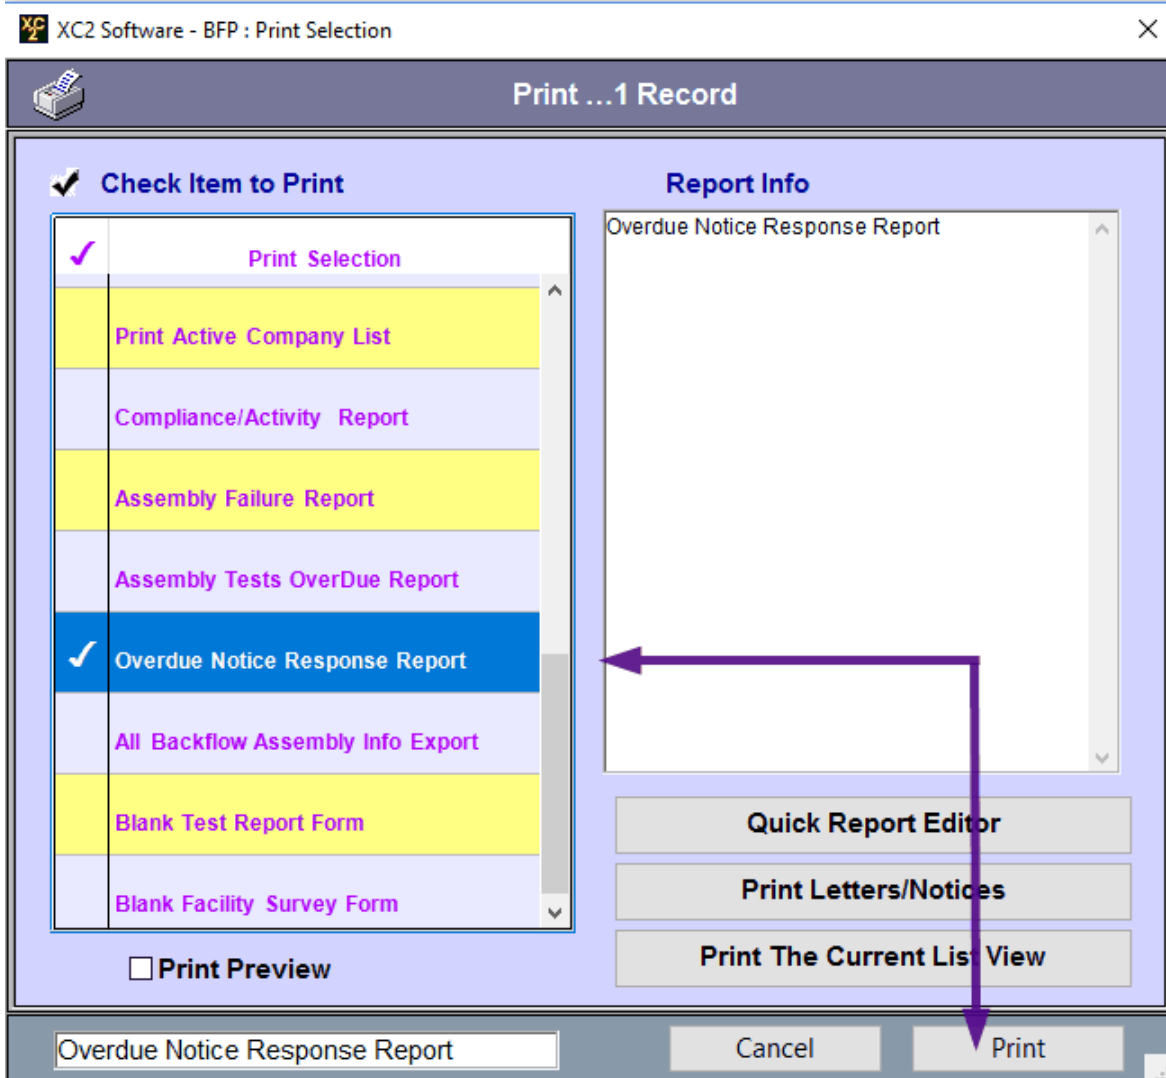 XC2 Software - BFP : Print Selection
Print ...1 Record
Check Item to Print
Report Info
Print Selection
Overdue Notice Response Report
Print Active Company List
Compliance/Activity Report
Assembly Failure Report
Assembly Tests OverDue Report
Overdue Notice Response Report
All Backflow Assembly Info Export
Blank Test Report Form
Blank Facility Survey Form
Quick Report Editor
Print Letters/Notices
Print The Current List View
Print Preview
Overdue Notice Response Report
Cancel
Print